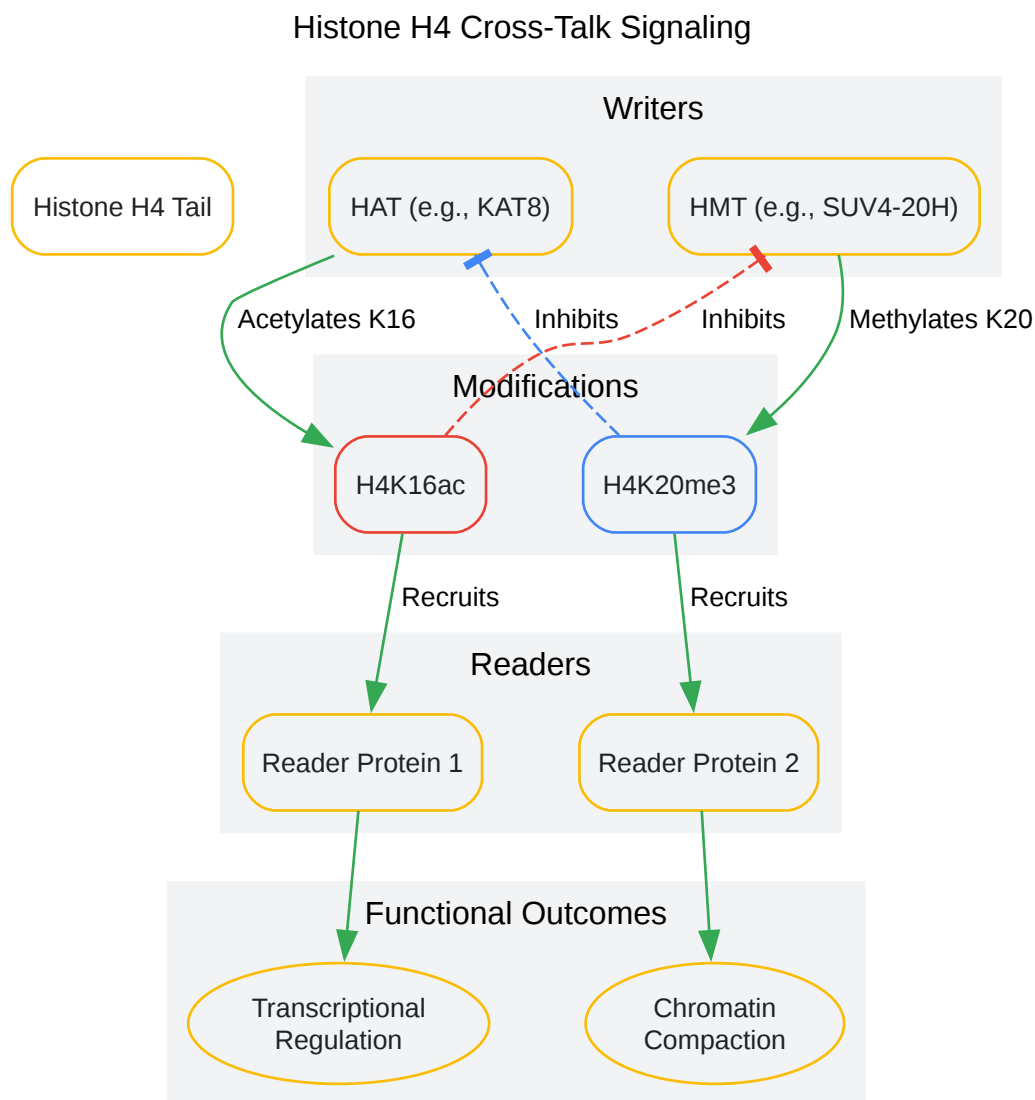 Histone H4 Cross-Talk Signaling
Writers
Histone H4 Tail
HAT (e.g., KAT8)
HMT (e.g., SUV4-20H)
Acetylates K16
Inhibits
Inhibits
Methylates K20
Modifications
H4K16ac
H4K20me3
Recruits
Recruits
Readers
Reader Protein 1
Reader Protein 2
Functional Outcomes
Transcriptional
Regulation
Chromatin
Compaction